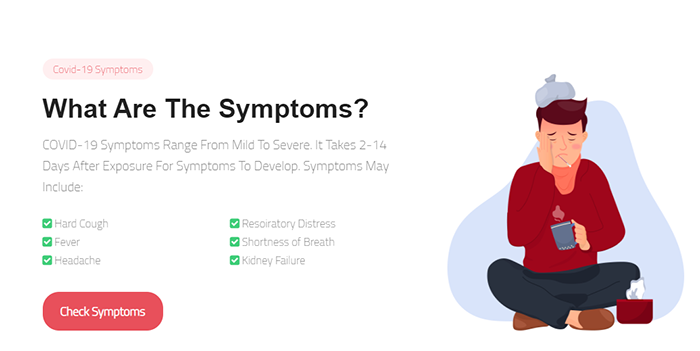 Covid-19 Symptoms
What Are The Symptoms?
COVID-19 Symptoms Range From Mild To Severe. It Takes 2-14
Days After Exposure For Symptoms To Develop. Symptoms May
Include:
Hard Cough
Resoiratory Distress
Fever
Shortness of Breath
Headache
Kidney Failure
Check Symptoms